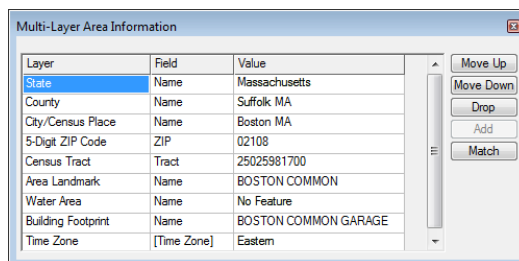 Multi-Layer Area Information
Layer Field Value
State Name Massachusetts
County Name Suffolk MA
City/Census Place Name Boston MA
5-Digit ZIP Code ZIP 02108
Census Tract Tract 25025981700
Area Landmark Name BOSTON COMMON
Water Area Name No Feature
Building Footprint Name BOSTON COMMON GARAGE
Time Zone [Time Zone] Eastern
Move Up
Move Down
Drop
Add
Match